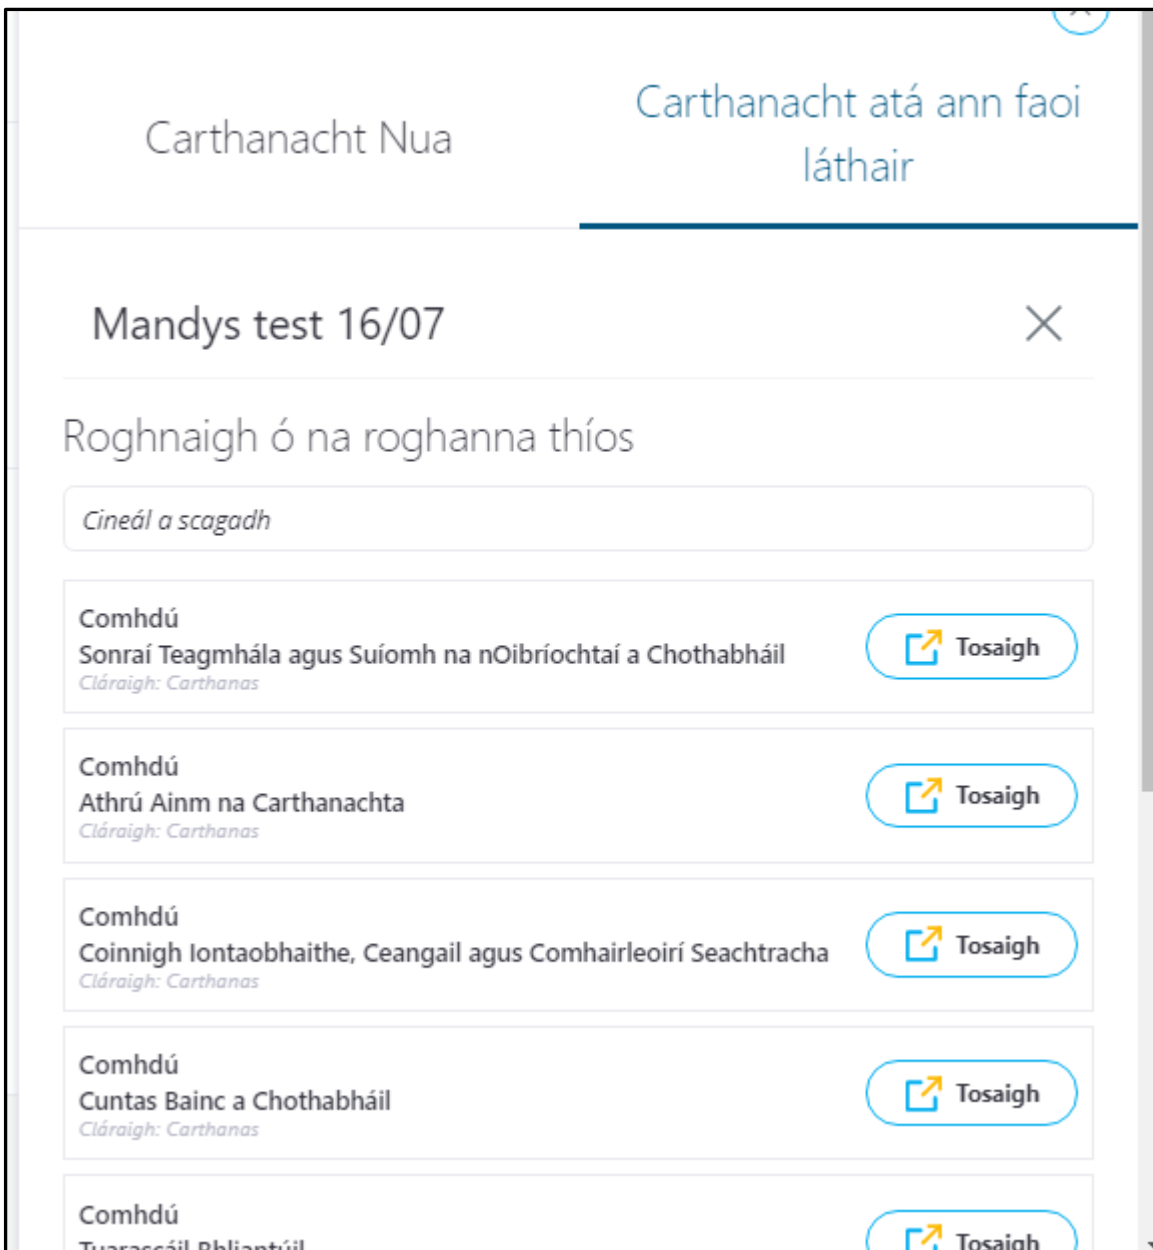 Carthanacht Nua
Carthanacht atá ann faoi
láthair
Mandys test 16/07
Roghnaigh ó na roghanna thíos
Cineál a scagadh
Comhdú
Sonraí Teagmhála agus Suíomh na nOibríochtaí a Chothabháil
Cláraigh: Carthanas
Tosaigh
Comhdú
Athrú Ainm na Carthanachta
Cláraigh: Carthanas
Tosaigh
Comhdú
Coinnigh Iontaobhaithe, Ceangail agus Comhairleoirí Seachtracha
Cláraigh: Carthanas
Tosaigh
Comhdú
Cuntas Bainc a Chothabháil
Cláraigh: Carthanas
Tosaigh
Comhdú
Tuarascáil Bhliantúil
Tosaigh